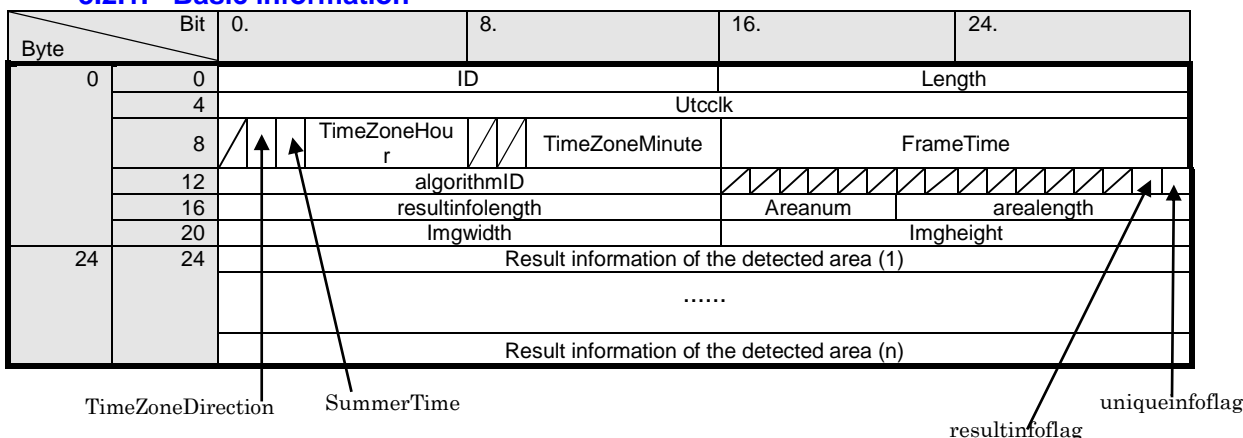 Basic information
Bit 0. 8. 16. 24.
Byte
0 0 ID Length
4 Utcclk
8 TimeZoneHou
r TimeZoneMinute FrameTime
12 algorithmID
16 resultinfolength Areanum arealength
20 Imgwidth Imgheight
24 24 Result information of the detected area (1)
……
Result information of the detected area (n)
TimeZoneDirection SummerTime uniqueinfoflag
resultinfoflag